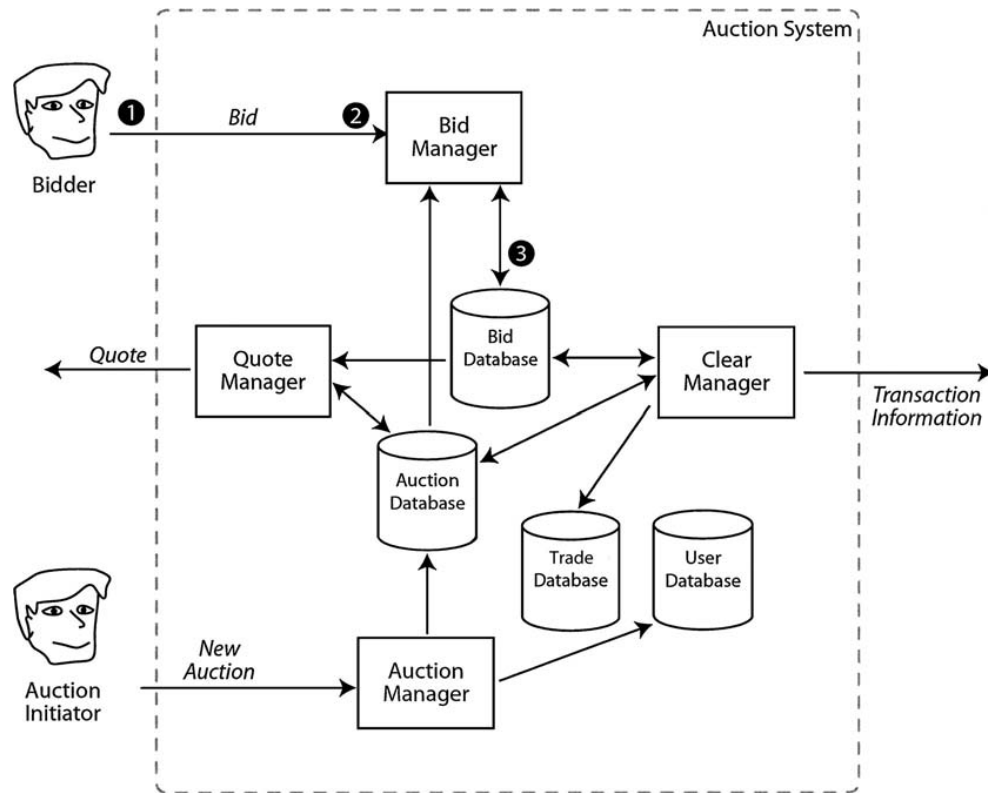 Auction System
1
Bid
2
Bid
Manager
Bidder
3
Bid
Database
Quote
Quote
Manager
Clear
Manager
Transaction
Information
Auction
Database
Trade
Database
User
Database
New
Auction
Auction
Manager
Auction
Initiator